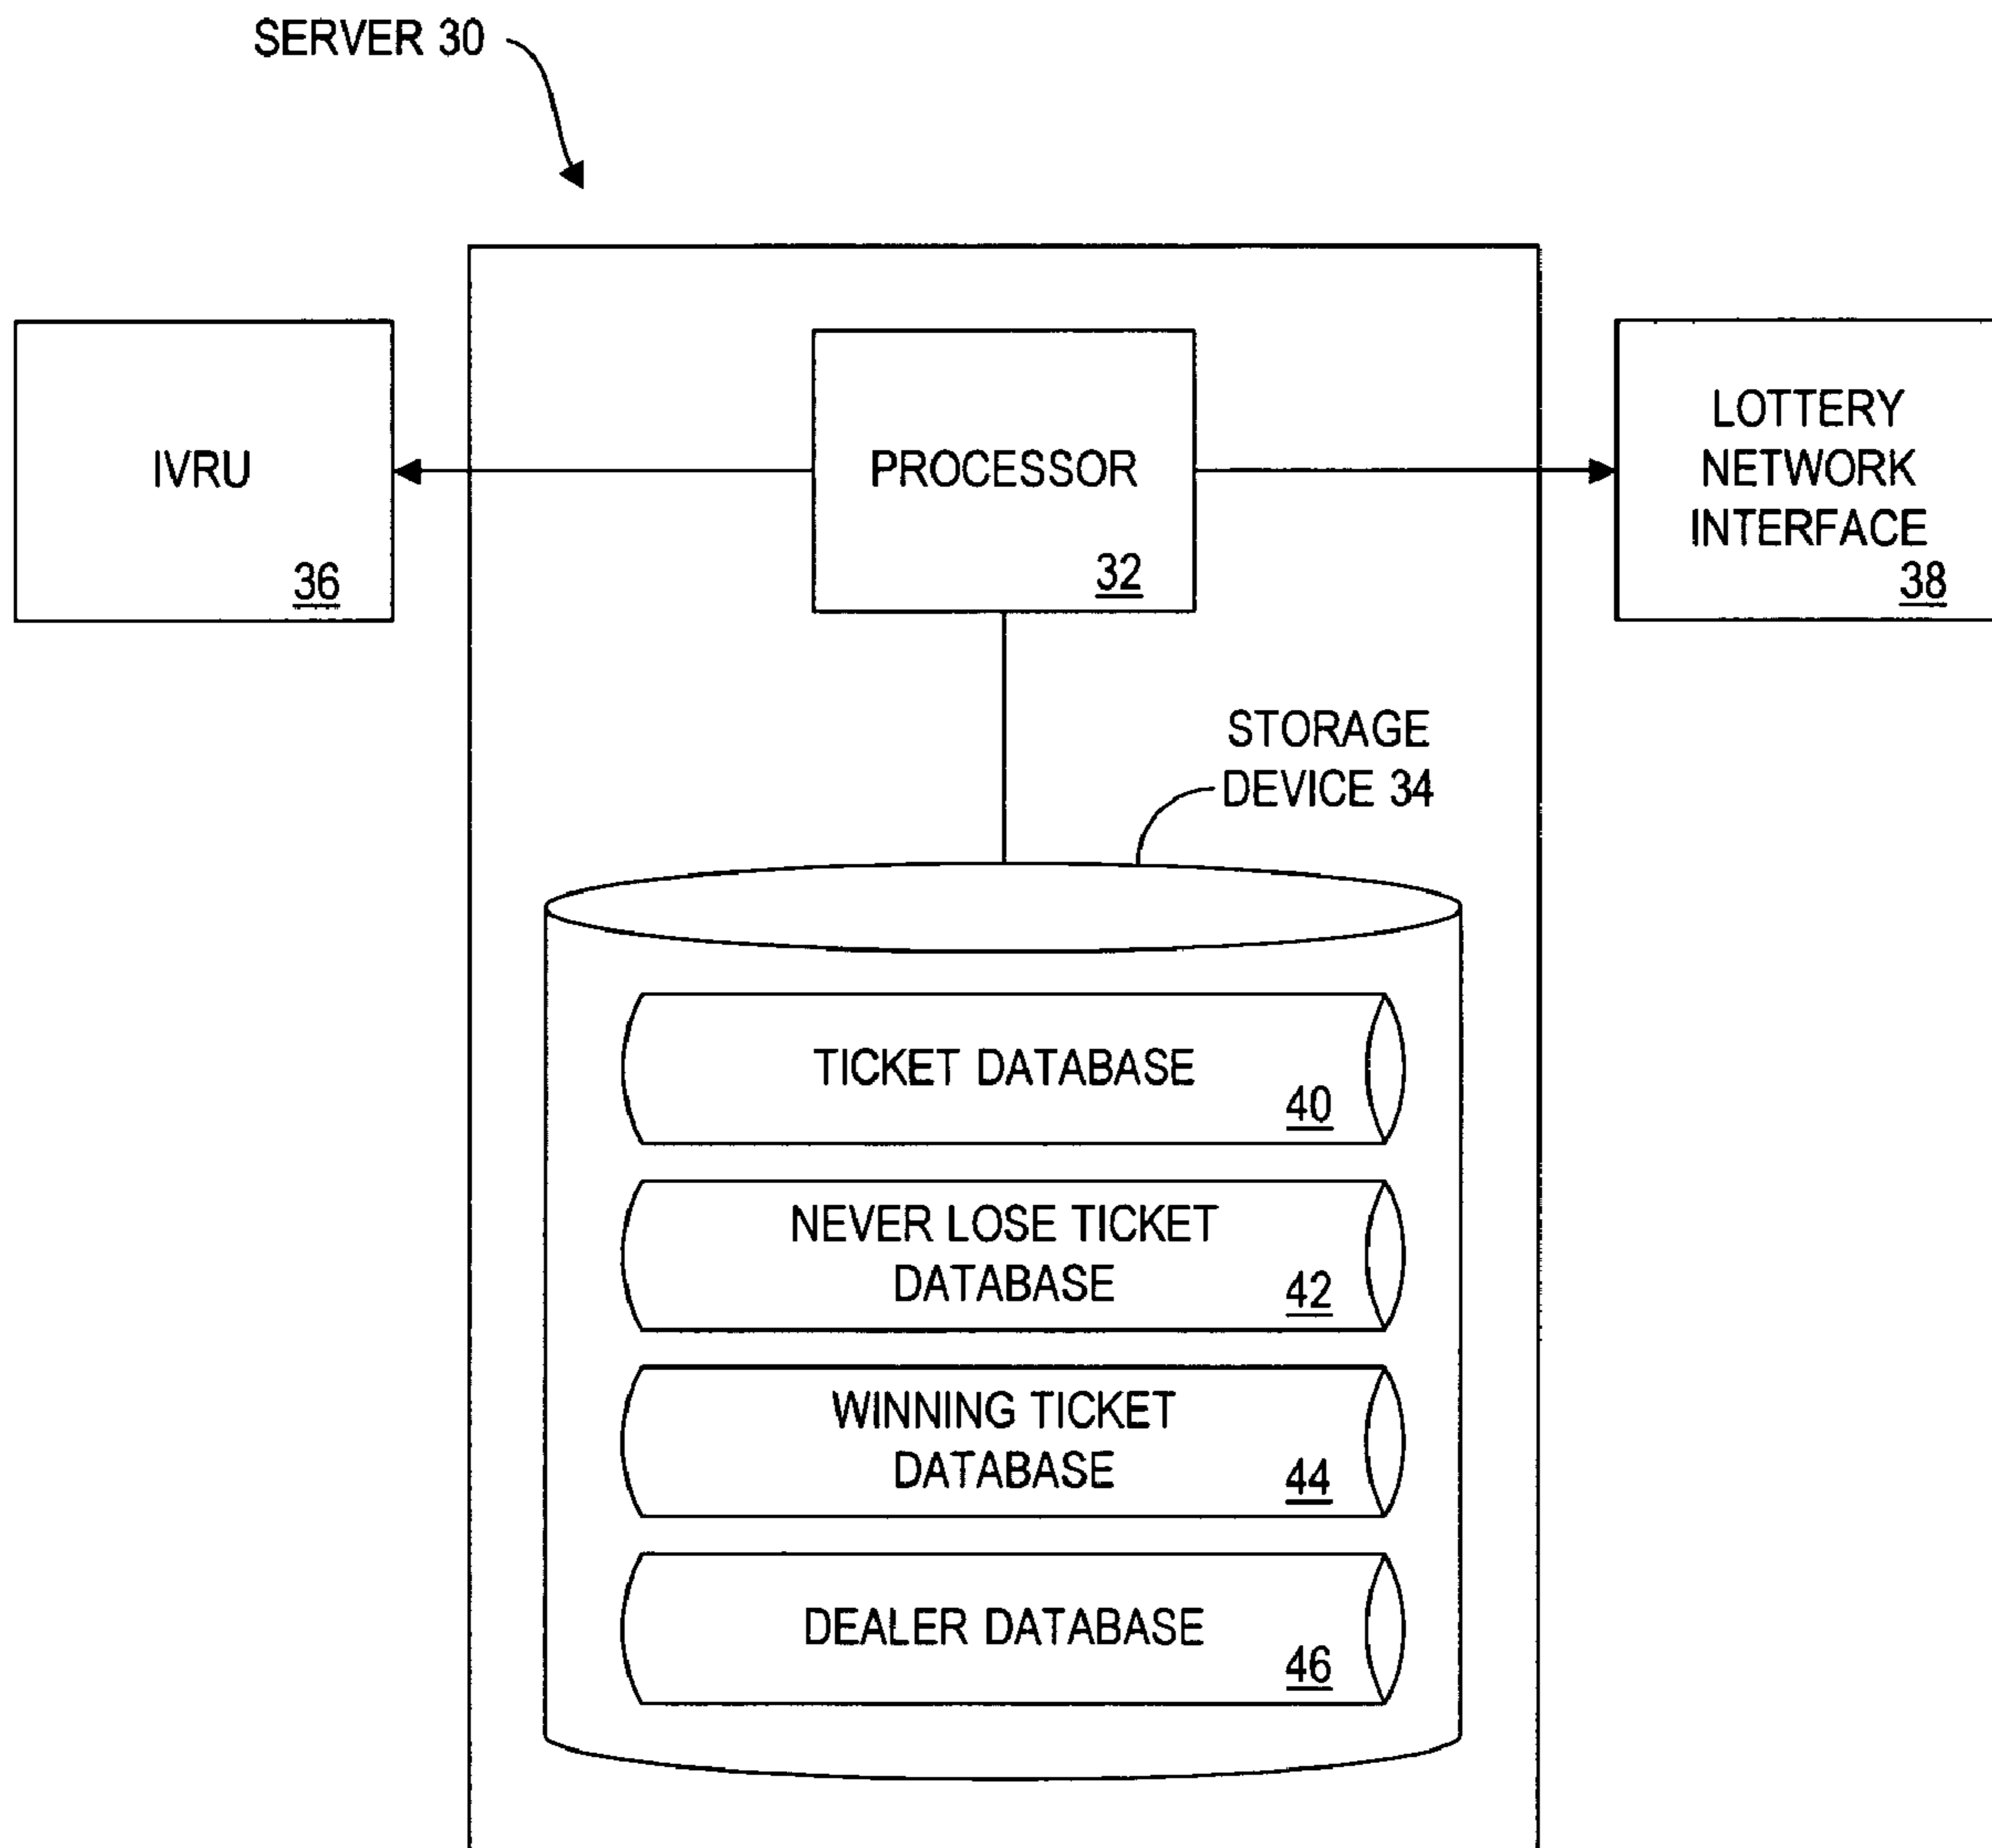 SERVER 30
IVRU
36
PROCESSOR
32
LOTTERY
NETWORK
INTERFACE
38
STORAGE
DEVICE 34
TICKET DATABASE
40
NEVER LOSE TICKET
DATABASE
42
WINNING TICKET
DATABASE
44
DEALER DATABASE
46